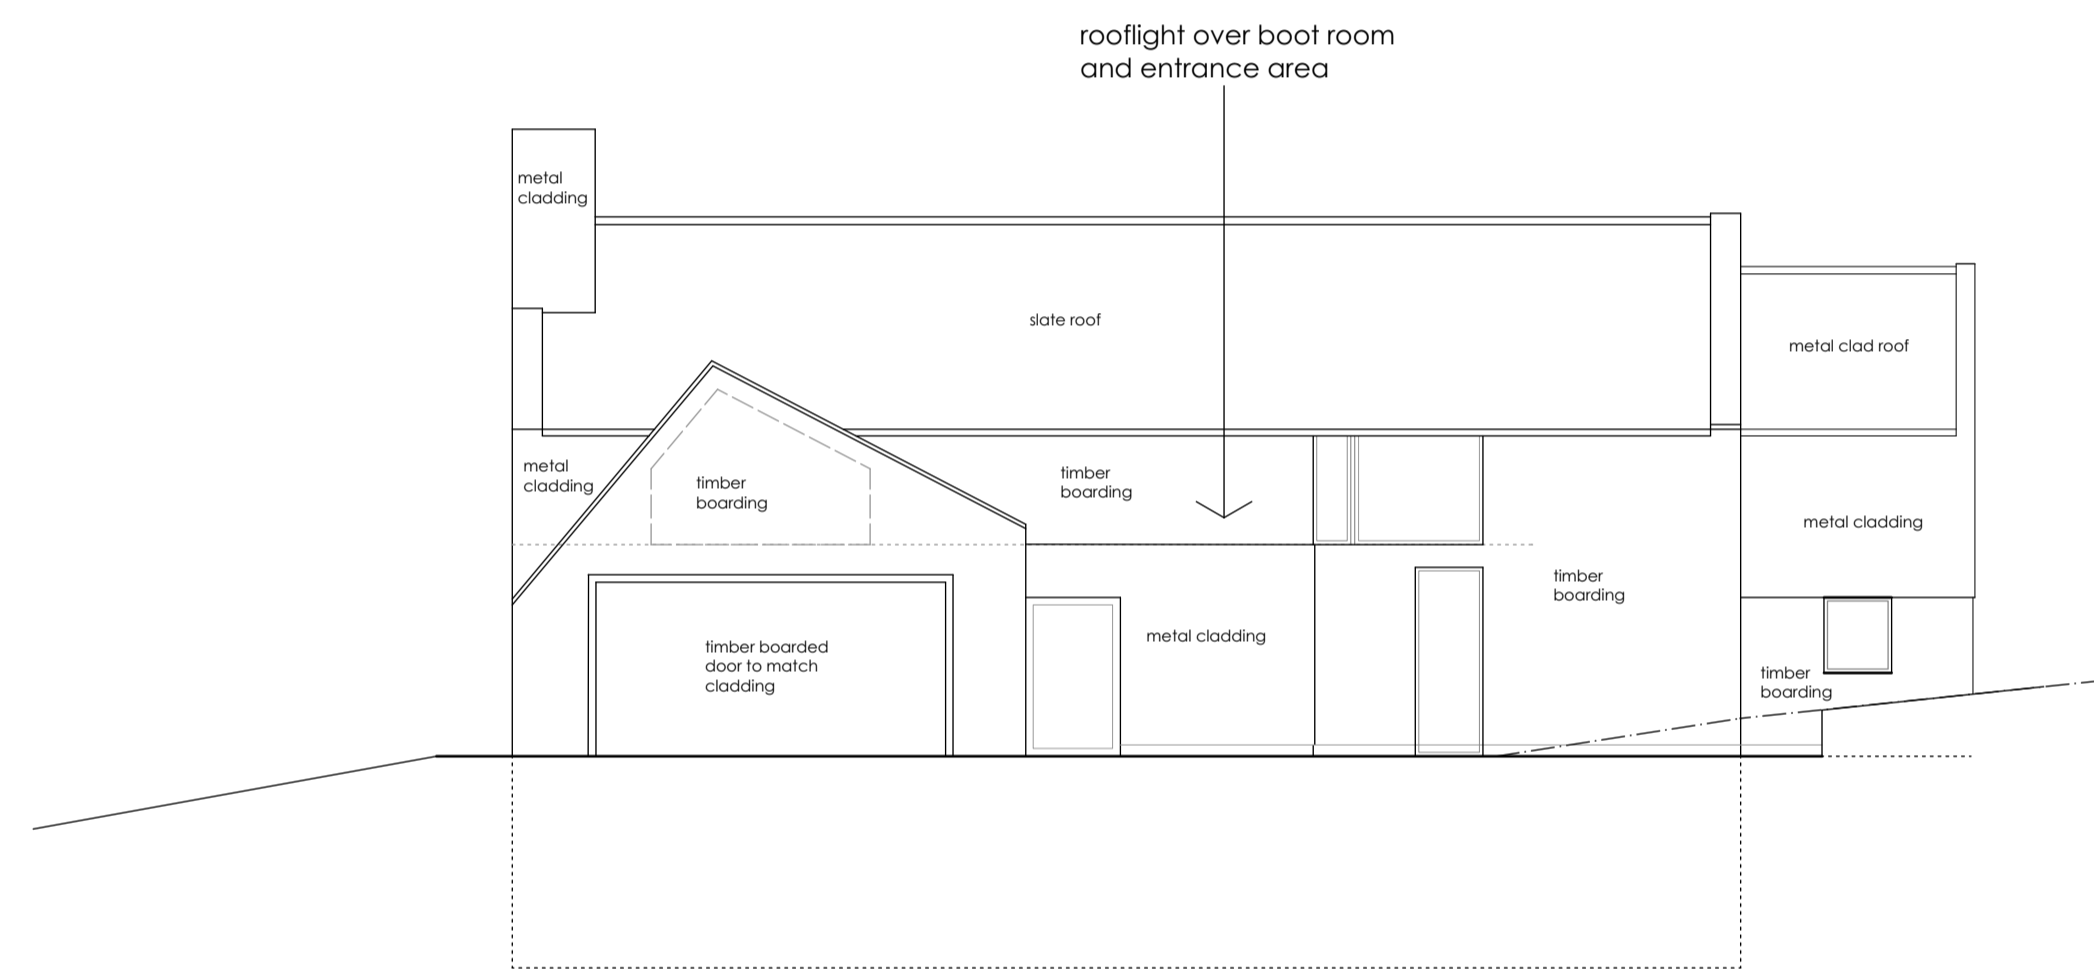 rooflight over boot room
and entrance area
metal
cladding
slate roof
metal clad roof
metal
cladding
timber
boarding
timber
boarding
metal cladding
timber
boarding
metal cladding
timber boarded
door to match
cladding
timber
boarding